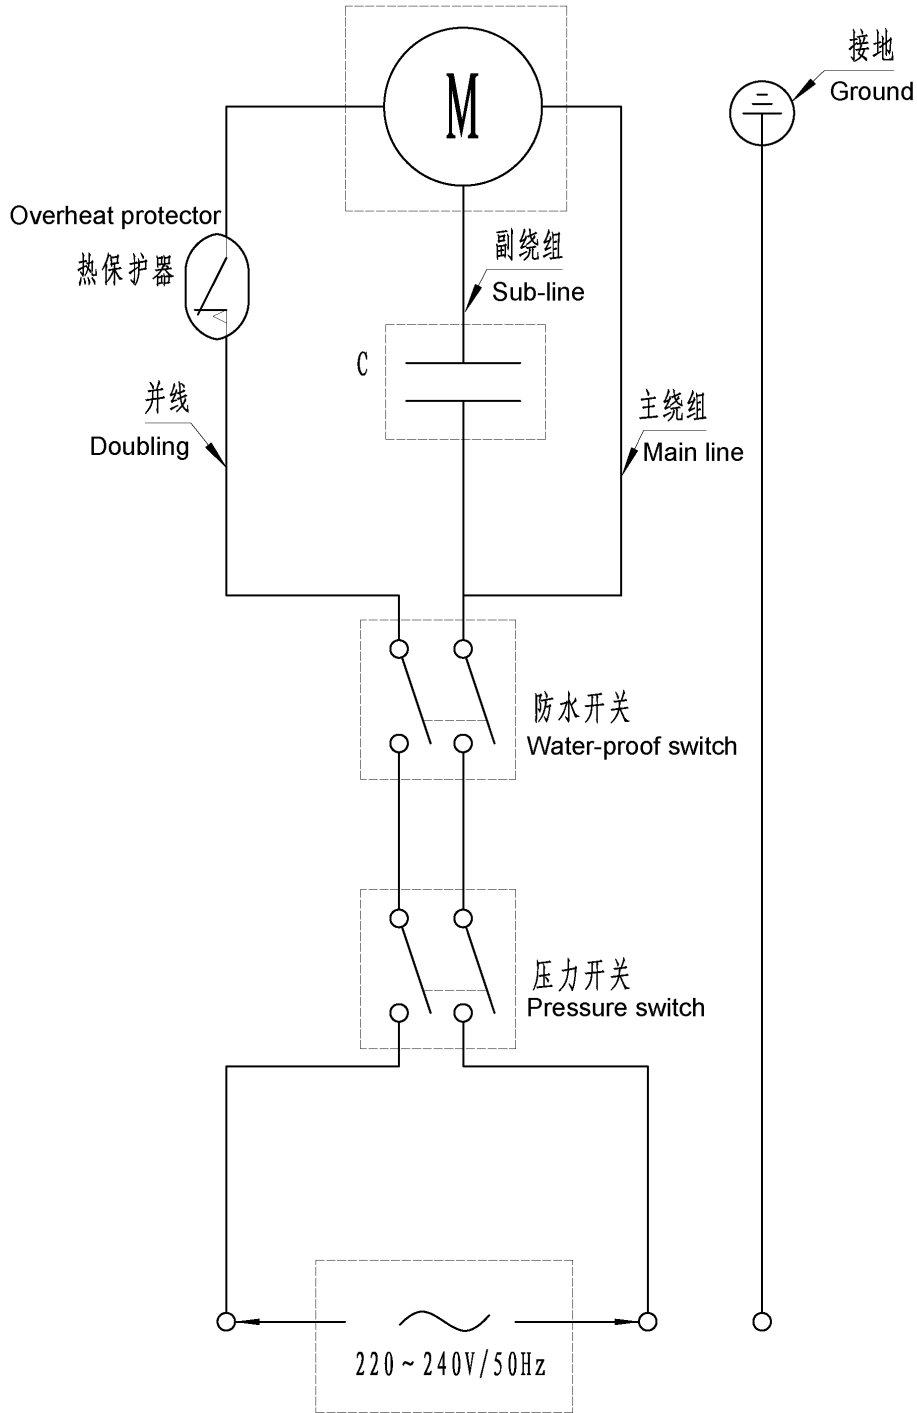 接地
Ground
M
Overheat protector
热保护器
副绕组
Sub-line
C
并线
Doubling
主绕组
Main line
防水开关
Water-proof switch
压力开关
Pressure switch
220~240V/50Hz